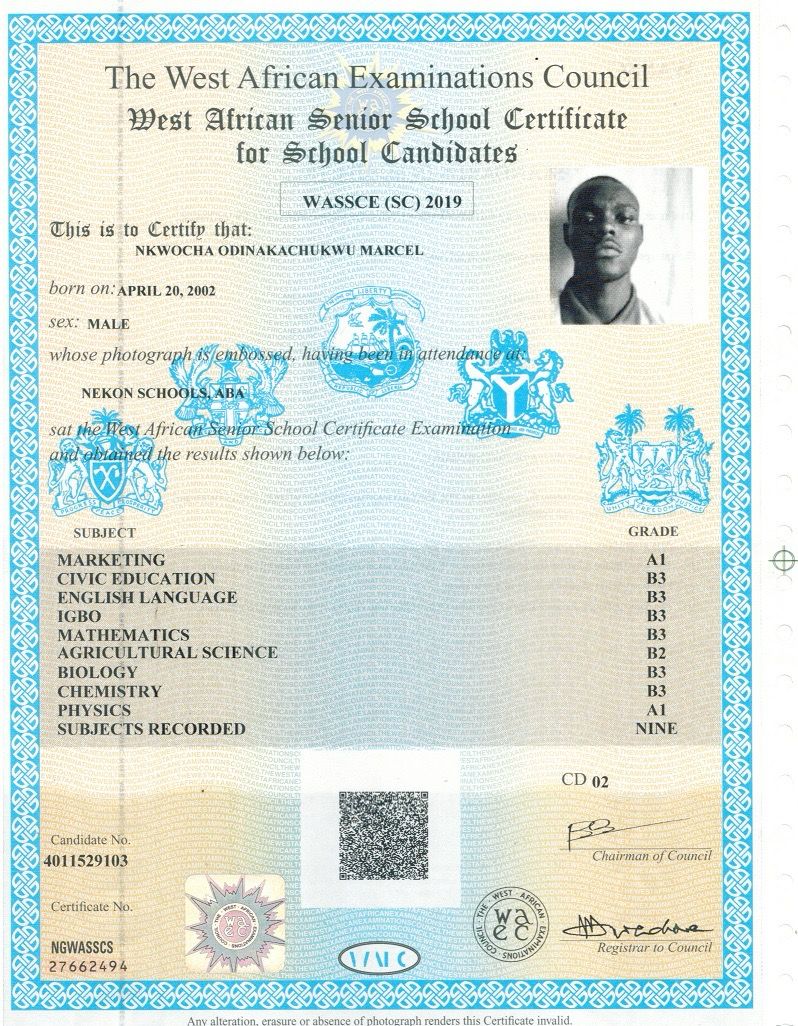 The West African Examinations Council
West African Senior School Certificate
for School Candidates
WASSCE (SC) 2019
This is to Certify that:
NKWOCHA ODINAKACHUKWU MARCEL
born on: APRIL 20, 2002
sex: MALE
whose photograph is embossed, having been in attendance at:
NEKON SCHOOLS, ABA
sat the West African Senior School Certificate Examination
and obtained the results shown below:
SUBJECT GRADE
MARKETING A1
CIVIC EDUCATION B3
ENGLISH LANGUAGE B3
IGBO B3
MATHEMATICS B3
AGRICULTURAL SCIENCE B2
BIOLOGY B3
CHEMISTRY B3
PHYSICS A1
SUBJECTS RECORDED NINE
CD 02
Candidate No.
4011529103
Chairman of Council
Certificate No.
NGWASSCS
27662494
THE WEST AFRICAN EXAMINATIONS COUNCIL
waec
Registrar to Council
Any alteration, erasure or absence of photograph renders this Certificate invalid.